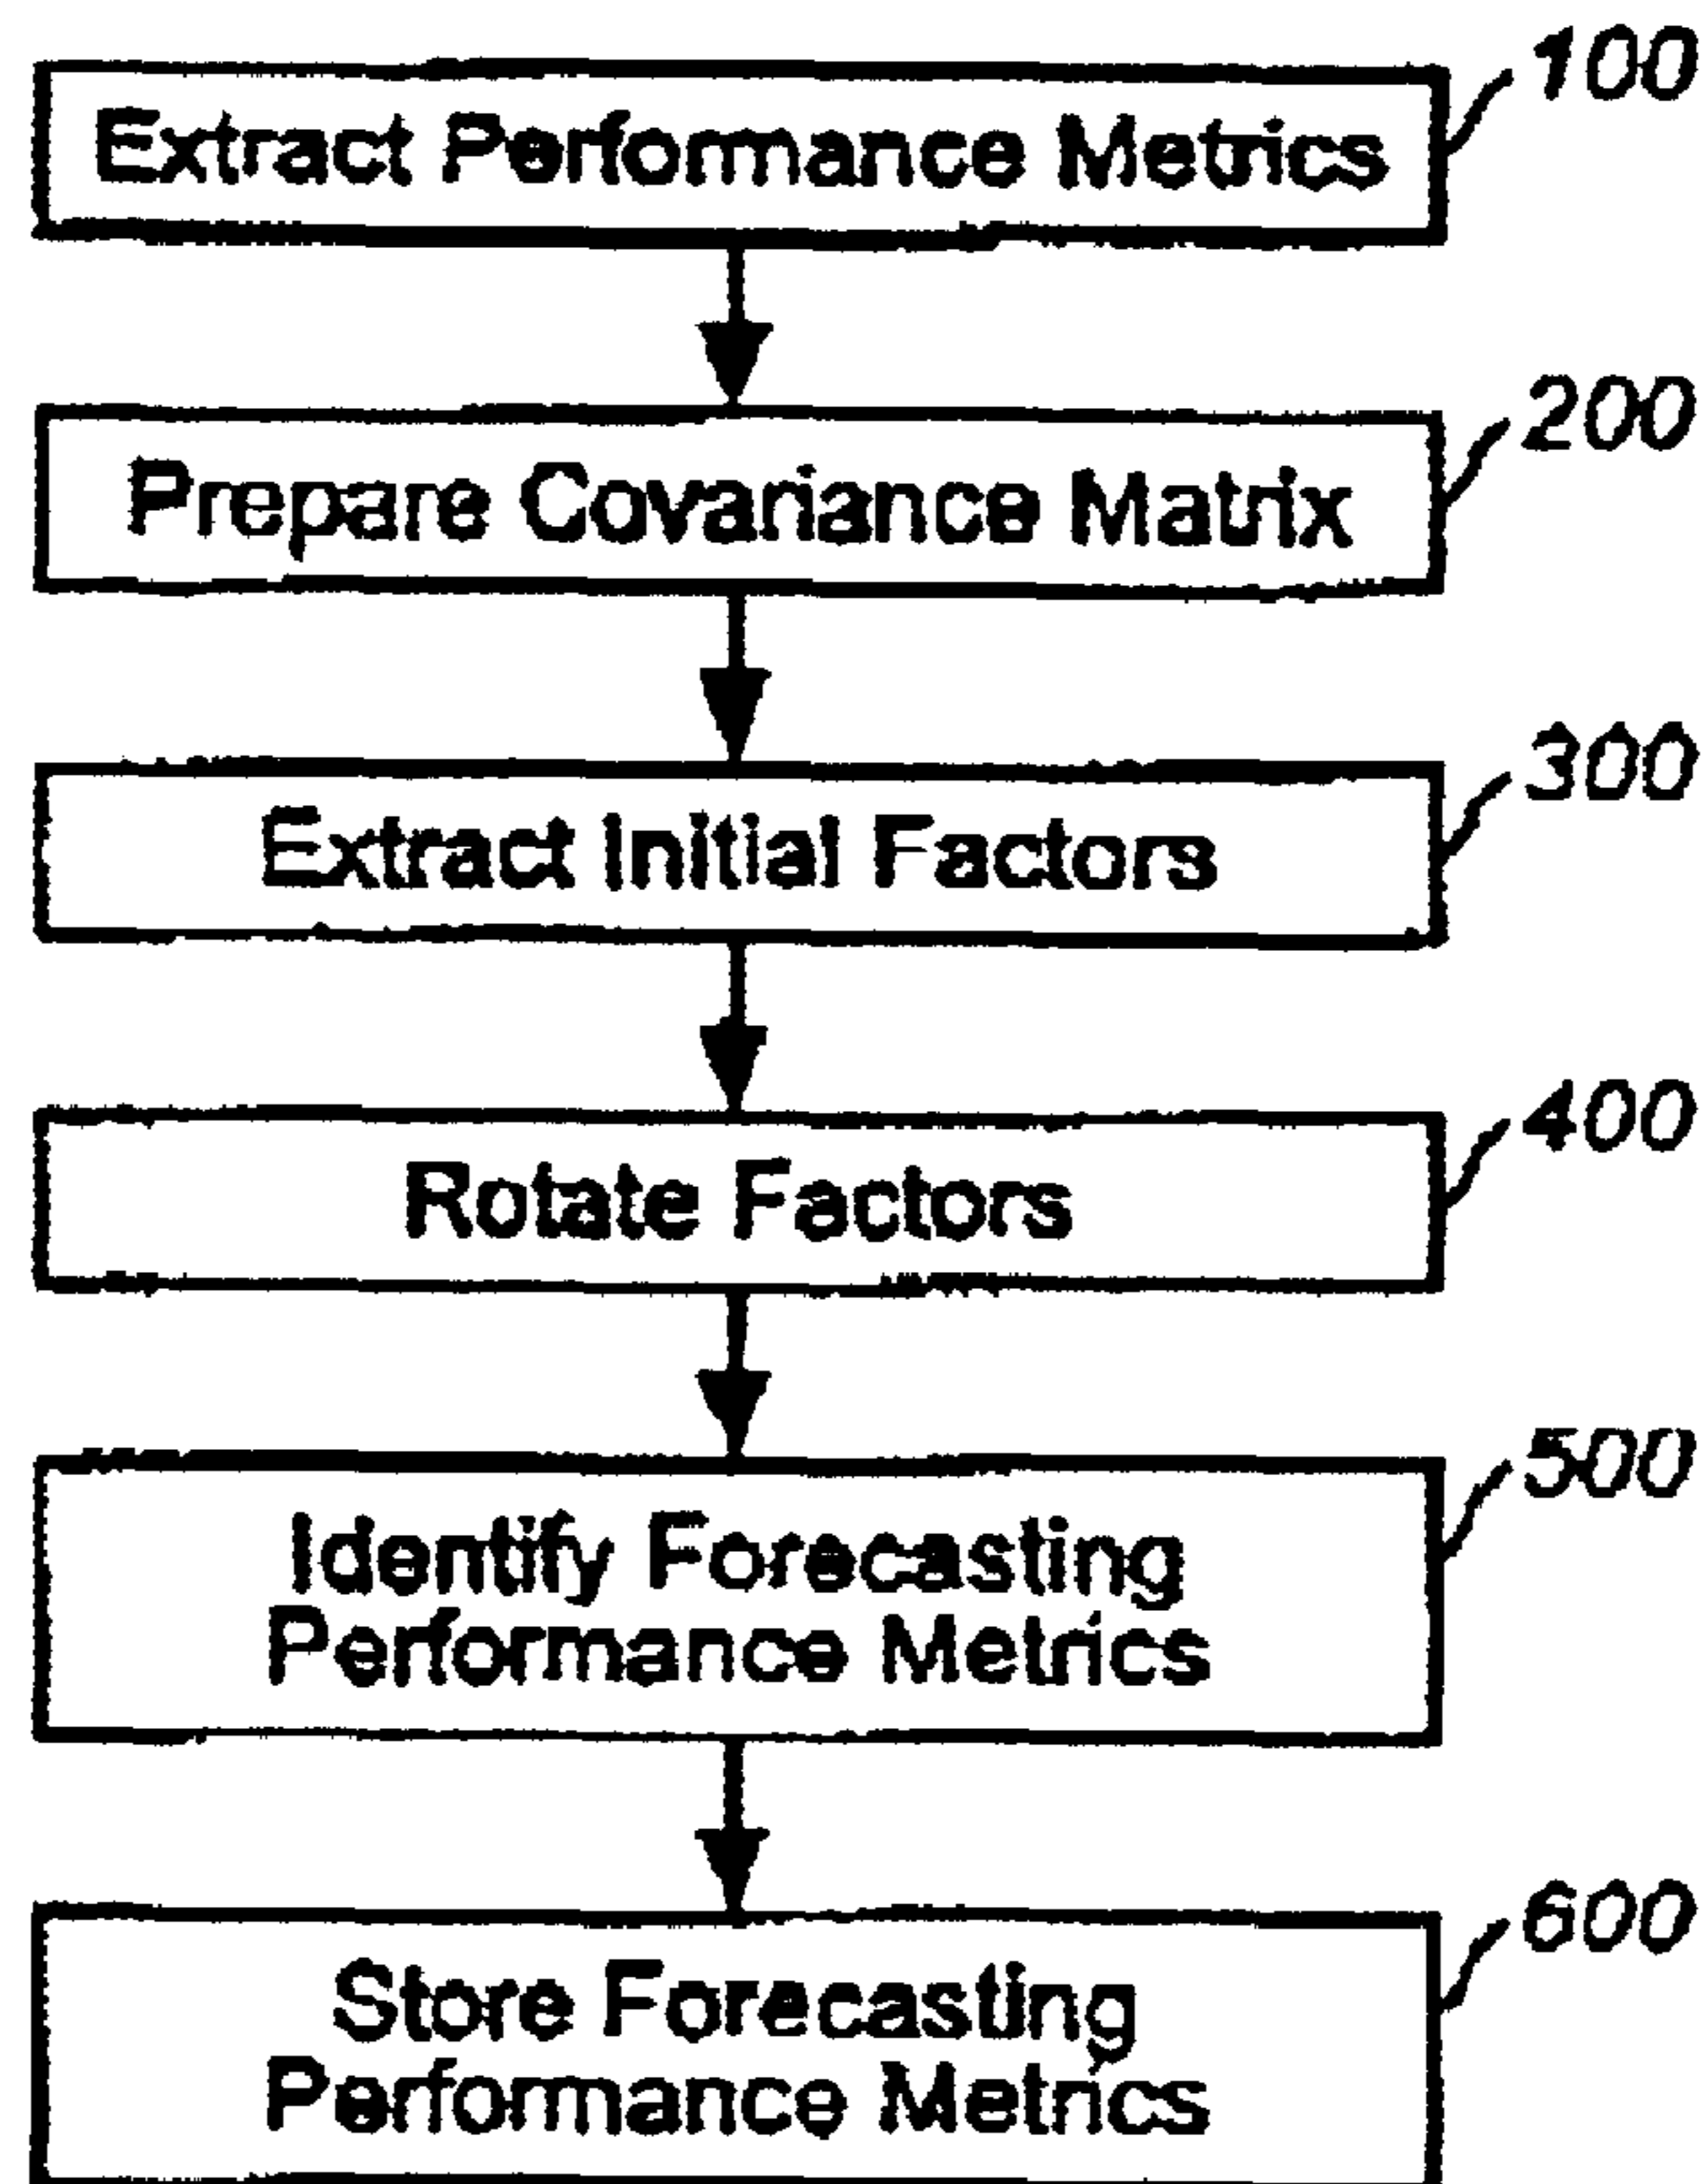 100
Extract Performance Metrics
200
Prepare Covariance Matrix
300
Extract Initial Factors
400
Rotate Factors
500
Identify Forecasting
Performance Metrics
600
Store Forecasting
Performance Metrics